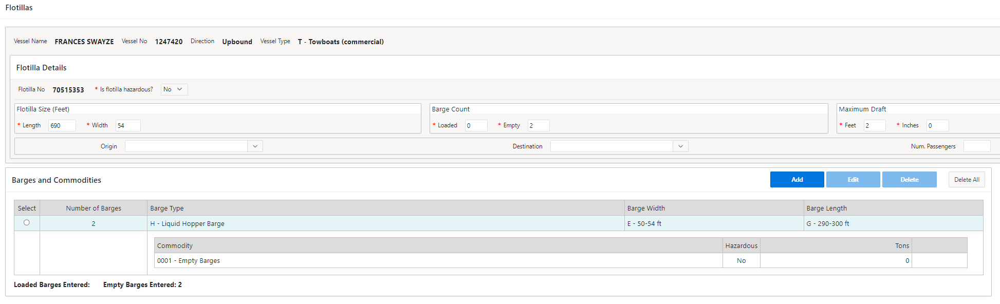 Flotillas
Vessel Name FRANCES SWAYZE Vessel No 1247420 Direction Upbound Vessel Type T - Towboats (commercial)
Flotilla Details
Flotilla No 70515353 * Is flotilla hazardous? No
Flotilla Size (Feet) Barge Count Maximum Draft
* Length 690 * Width 54 * Loaded 0 * Empty 2 * Feet 2 * Inches 0
Origin Destination Num. Passengers
Barges and Commodities Add Edit Delete Delete All
Select Number of Barges Barge Type Barge Width Barge Length
2 H - Liquid Hopper Barge E - 50-54 ft G - 290-300 ft
Commodity Hazardous Tons
0001 - Empty Barges No 0
Loaded Barges Entered: Empty Barges Entered: 2